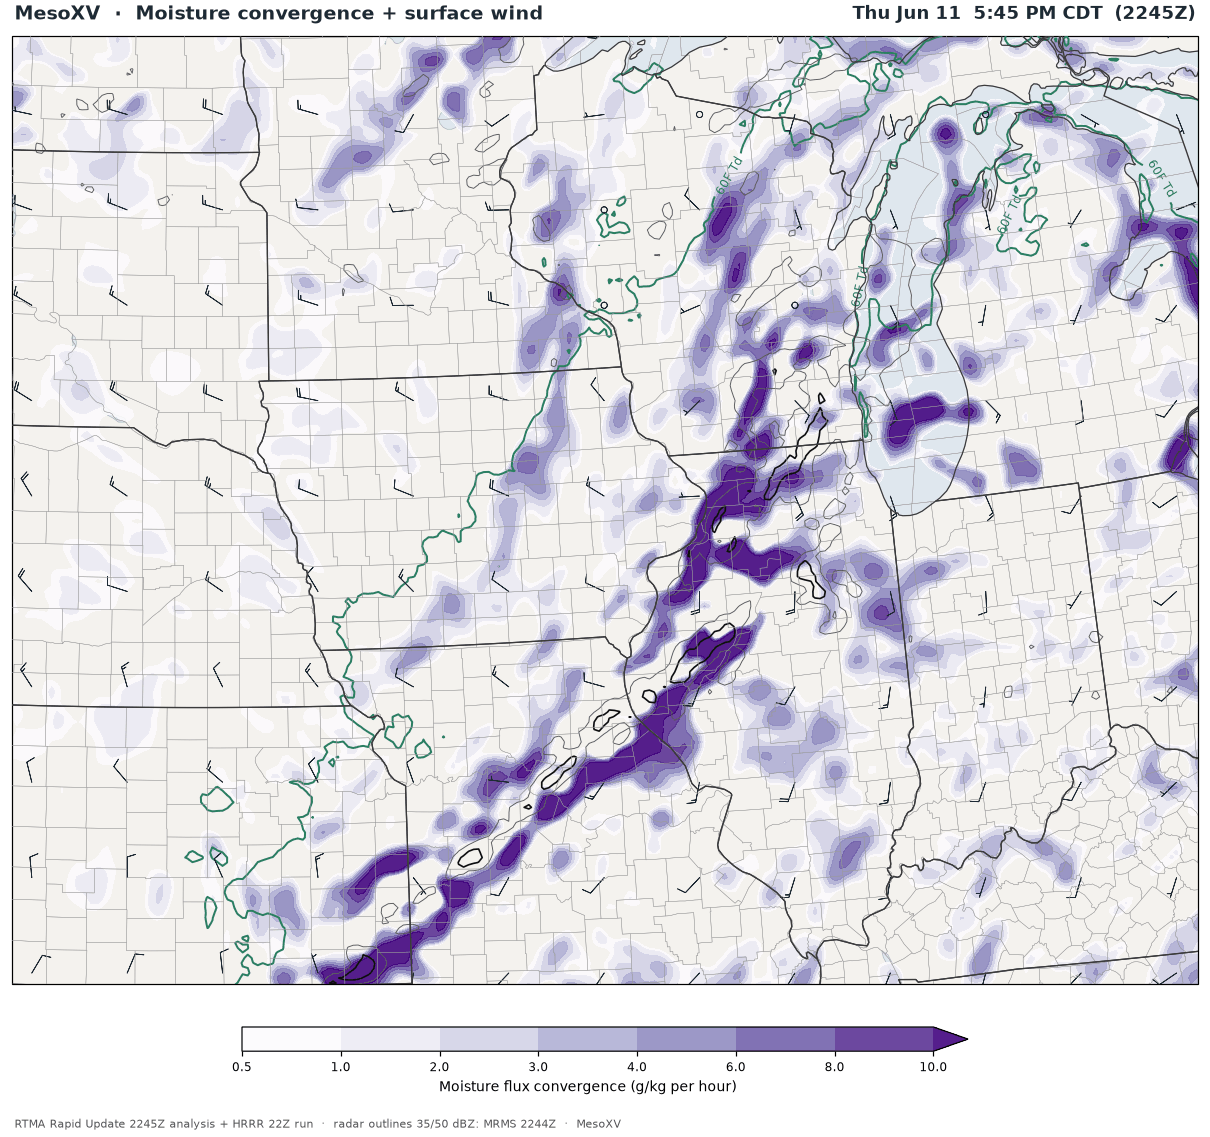 MesoXV  ·  Moisture convergence + surface wind
Thu Jun 11  5:45 PM CDT  (2245Z)
60F Td
60F Td
60F Td
60F Td
0.5
1.0
2.0
3.0
4.0
6.0
8.0
10.0
Moisture flux convergence (g/kg per hour)
RTMA Rapid Update 2245Z analysis + HRRR 22Z run  ·  radar outlines 35/50 dBZ: MRMS 2244Z  ·  MesoXV